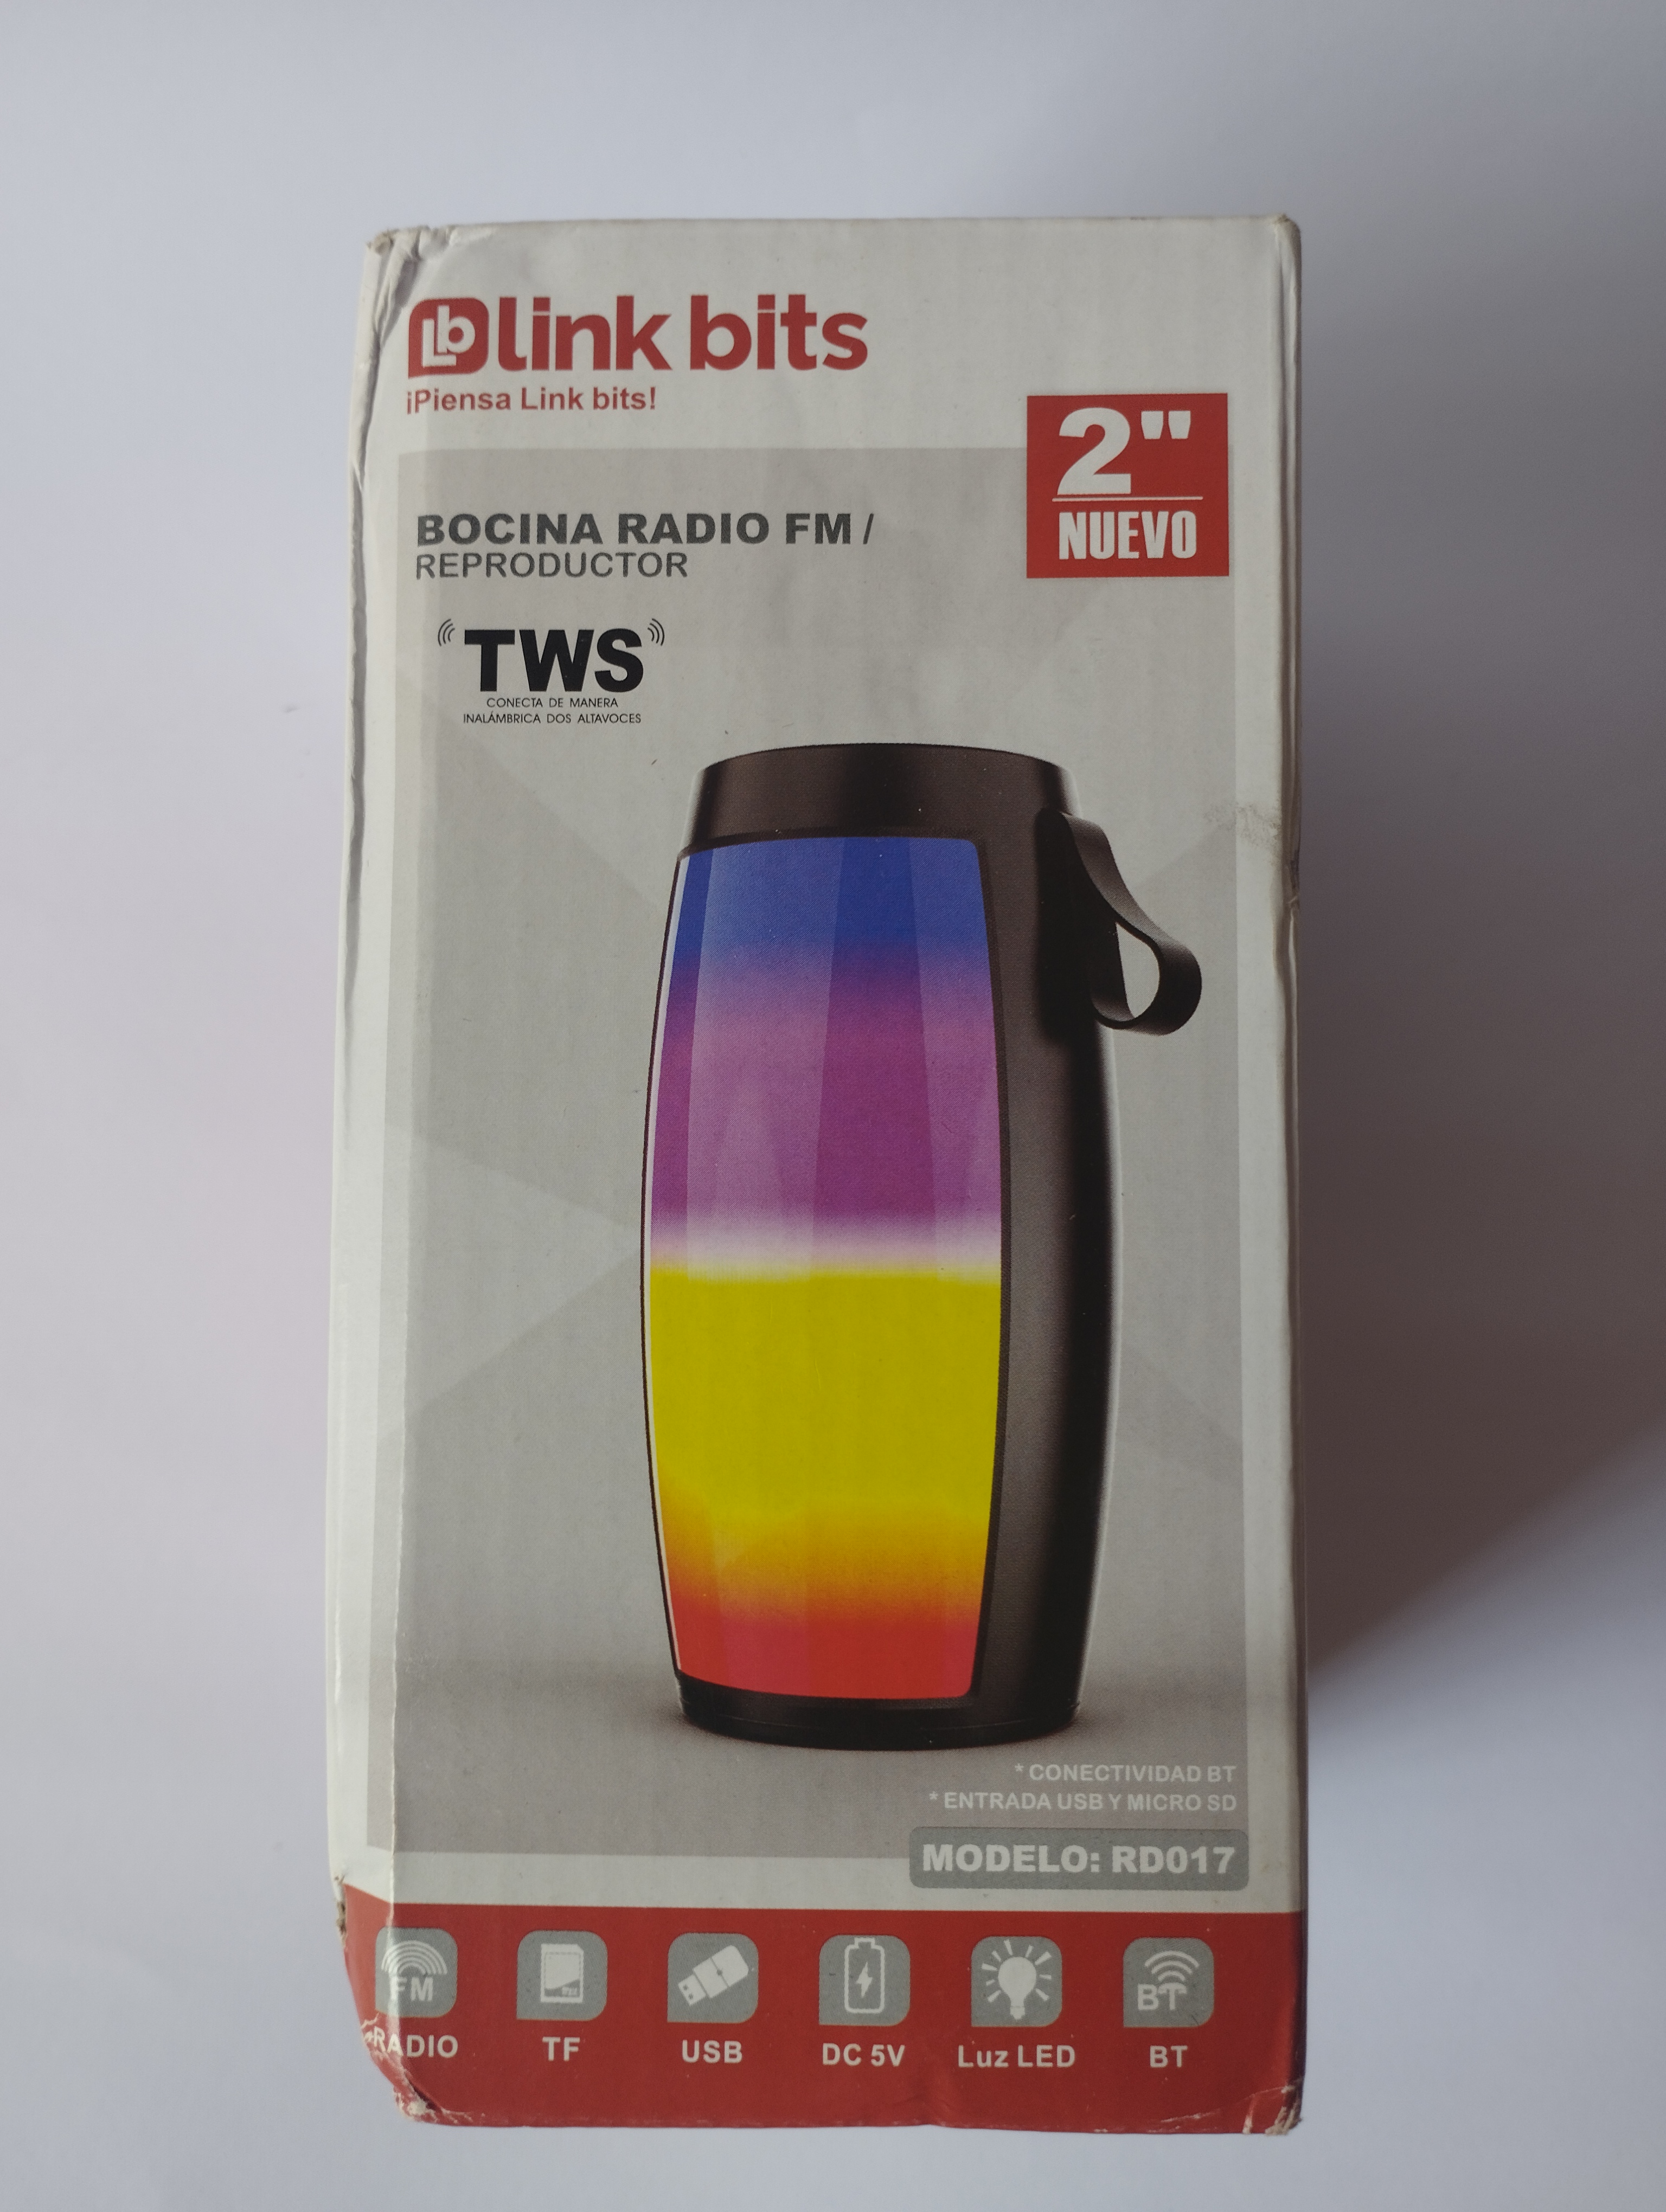 Lb link bits
¡Piensa Link bits!
2"
NUEVO
BOCINA RADIO FM /
REPRODUCTOR
TWS
CONECTA DE MANERA
INALÁMBRICA DOS ALTAVOCES
* CONECTIVIDAD BT
* ENTRADA USB Y MICRO SD
MODELO: RD017
FM
BT
RADIO
TF
USB
DC 5V
Luz LED
BT